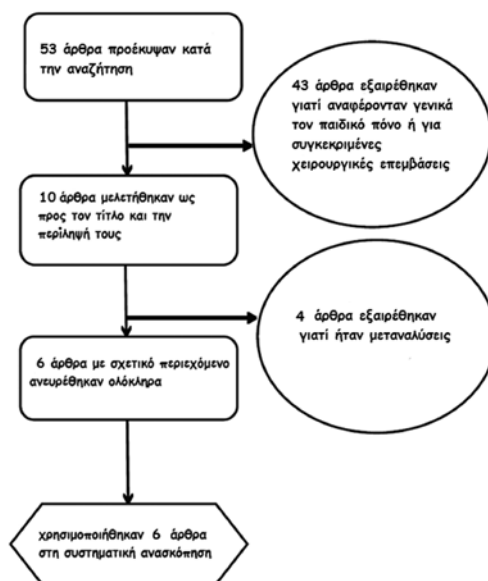 53 άρθρα προέκυψαν κατά
την αναζήτηση
43 άρθρα εξαιρέθηκαν
γιατί αναφέρονταν γενικά
τον παιδικό πόνο ή για
συγκεκριμένες
χειρουργικές επεμβάσεις
10 άρθρα μελετήθηκαν ως
προς τον τίτλο και την
περίληψή τους
4 άρθρα εξαιρέθηκαν
γιατί ήταν μεταναλύσεις
6 άρθρα με σχετικό περιεχόμενο
ανευρέθηκαν ολόκληρα
χρησιμοποιήθηκαν 6 άρθρα
στη συστηματική ανασκόπηση